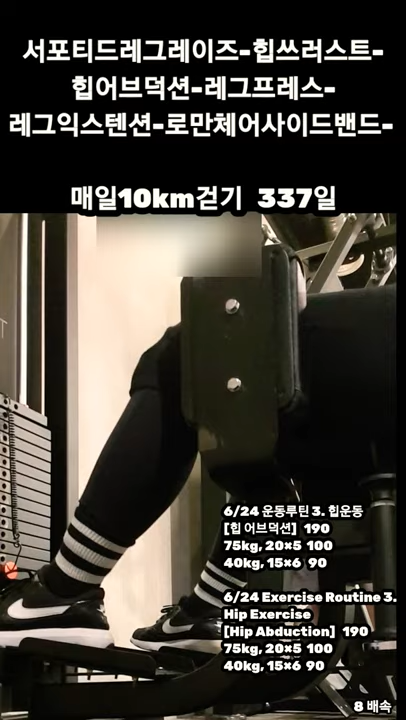 서포티드레그레이즈-힙쓰러스트-
힙어브덕션-레그프레스-
레그익스텐션-로만체어사이드밴드-
매일10km걷기 337일
6/24 운동루틴 3. 힙운동
[힙 어브덕션] 190
75kg, 20×5 100
40kg, 15×6 90
6/24 Exercise Routine 3.
Hip Exercise
[Hip Abduction] 190
75kg, 20×5 100
40kg, 15×6 90
8 배속